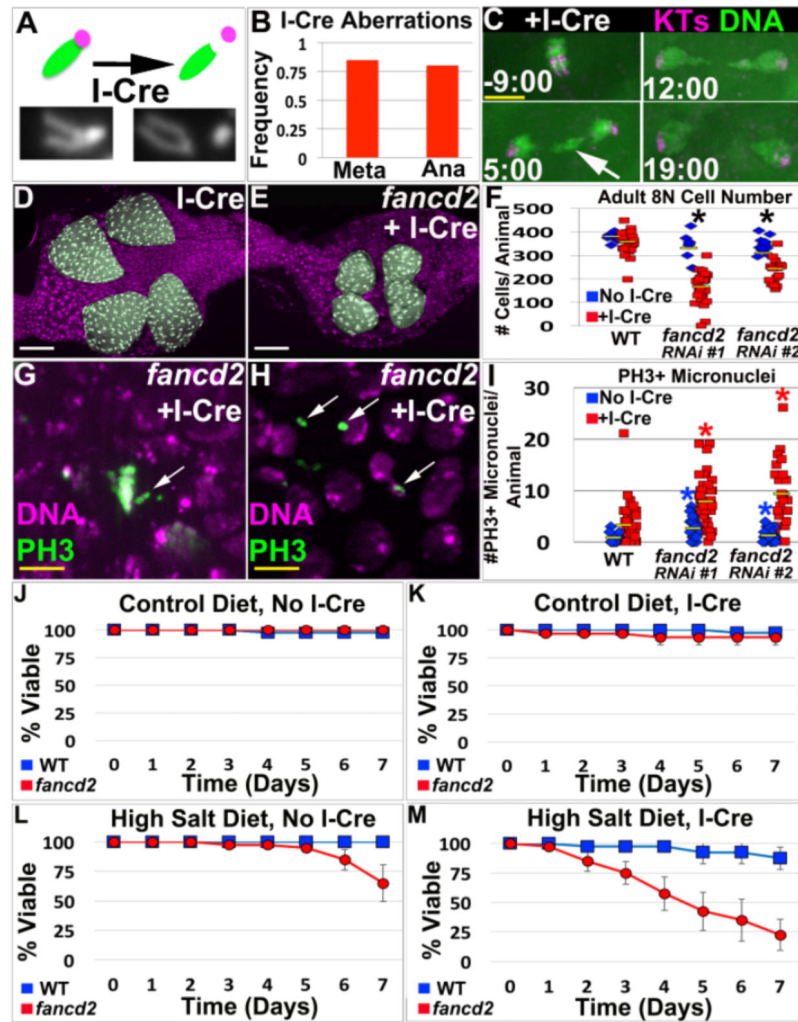 A
I-Cre
B I-Cre Aberrations
Frequency
1
0.75
0.5
0.25
0
Meta Ana
C +I-Cre KTs DNA
-9:00 12:00
5:00 19:00
D I-Cre
E fancd2
+ I-Cre
F Adult 8N Cell Number
# Cells/ Animal
500
400
300
200
100
0
* *
No I-Cre
+I-Cre
WT fancd2 fancd2
RNAi #1 RNAi #2
G fancd2
+I-Cre
DNA
PH3
H fancd2
+I-Cre
DNA
PH3
I PH3+ Micronuclei
#PH3+ Micronuclei/
Animal
30
20
10
0
No I-Cre
+I-Cre
* * * *
WT fancd2 fancd2
RNAi #1 RNAi #2
J Control Diet, No I-Cre
% Viable
100
75
50
25
0
0 1 2 3 4 5 6 7
Time (Days)
WT
fancd2
K Control Diet, I-Cre
% Viable
100
75
50
25
0
0 1 2 3 4 5 6 7
Time (Days)
WT
fancd2
L High Salt Diet, No I-Cre
% Viable
100
75
50
25
0
0 1 2 3 4 5 6 7
Time (Days)
WT
fancd2
M High Salt Diet, I-Cre
% Viable
100
75
50
25
0
0 1 2 3 4 5 6 7
Time (Days)
WT
fancd2